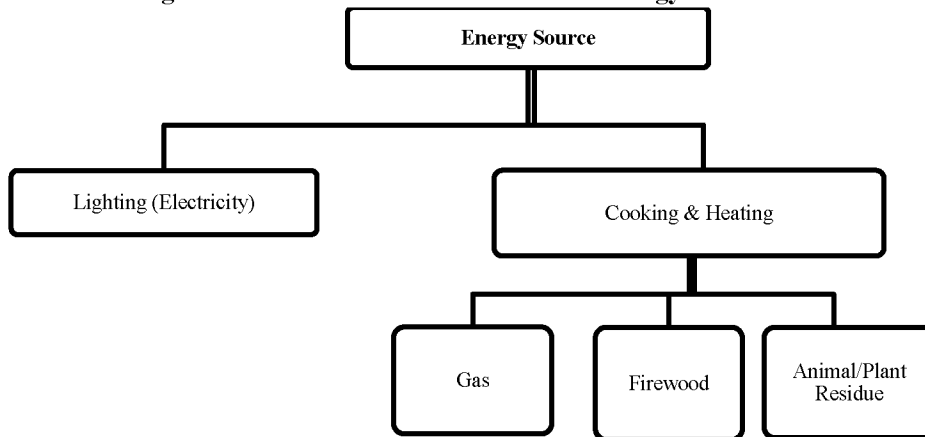 Energy Source
Lighting (Electricity)
Cooking & Heating
Gas
Firewood
Animal/Plant
Residue